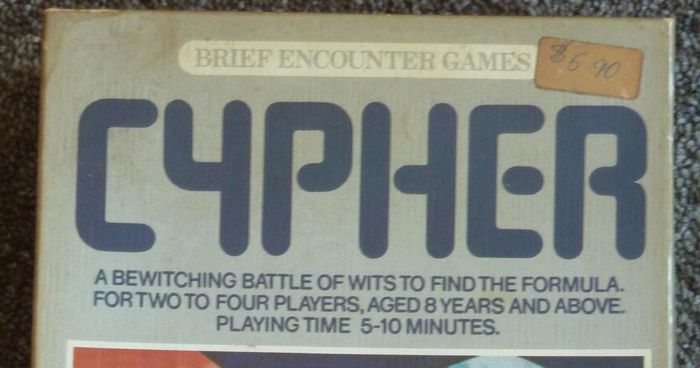 BRIEF ENCOUNTER GAMES
$5.90
CYPHER
A BEWITCHING BATTLE OF WITS TO FIND THE FORMULA.
FOR TWO TO FOUR PLAYERS, AGED 8 YEARS AND ABOVE.
PLAYING TIME 5-10 MINUTES.